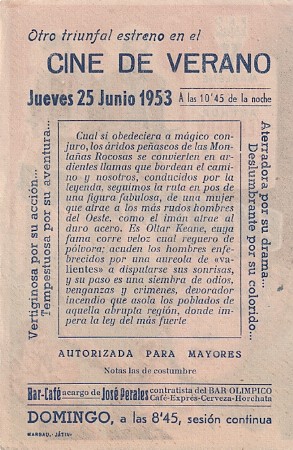 Otro triunfal estreno en el
CINE DE VERANO
Jueves 25 Junio 1953 A las 10'45 de la noche
Vertiginosa por su acción...
Tempestuosa por su aventura...
Cual si obedeciera a mágico con-
juro, los áridos peñascos de las Mon-
tañas Rocosas se convierten en ar-
dientes llamas que bordean el cami-
no y nosotros, conducidos por la
leyenda, seguimos la ruta en pos de
una figura fabulosa, de una mujer
que atrae a los más rudos hombres
del Oeste, como el imán atrae al
duro acero. Es Oltar Keane, cuya
fama corre veloz cual reguero de
pólvora; acuden los hombres enfe-
brecidos por una aureola de «va-
lientes» a disputarse sus sonrisas,
y su paso es una siembra de odios,
venganzas y crímenes, devorador
incendio que asola los poblados de
aquella abrupta región, donde im-
pera la ley del más fuerte
Aterradora por su drama...
Deslumbrante por su colorido...
AUTORIZADA PARA MAYORES
Notas las de costumbre
Bar-Café a cargo de José Perales contratista del BAR OLIMPICO
Café-Exprés-Cerveza-Horchata
DOMINGO, a las 8'45, sesión continua
MARBAU.-JÁTIVA